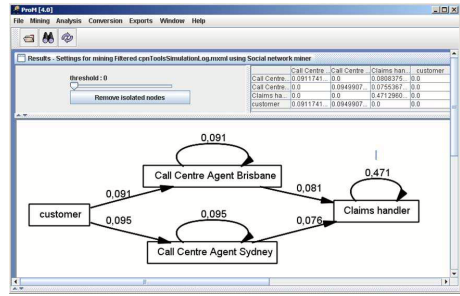 ProM [4.0]
File Mining Analysis Conversion Exports Window Help
Results - Settings for mining Filtered cpnToolsSimulationLog.mxml using Social network miner
threshold : 0
Remove isolated nodes
Call Centre ... Call Centre ... Claims han... customer
Call Centre... 0.0911741... 0.0 0.0808375... 0.0
Call Centre... 0.0 0.0949907... 0.0755367... 0.0
Claims ha... 0.0 0.0 0.4712960... 0.0
customer 0.0911741... 0.0949907... 0.0 0.0
0,091
Call Centre Agent Brisbane
0,091
0,081
0,471
customer
Claims handler
0,095
0,095
0,076
Call Centre Agent Sydney